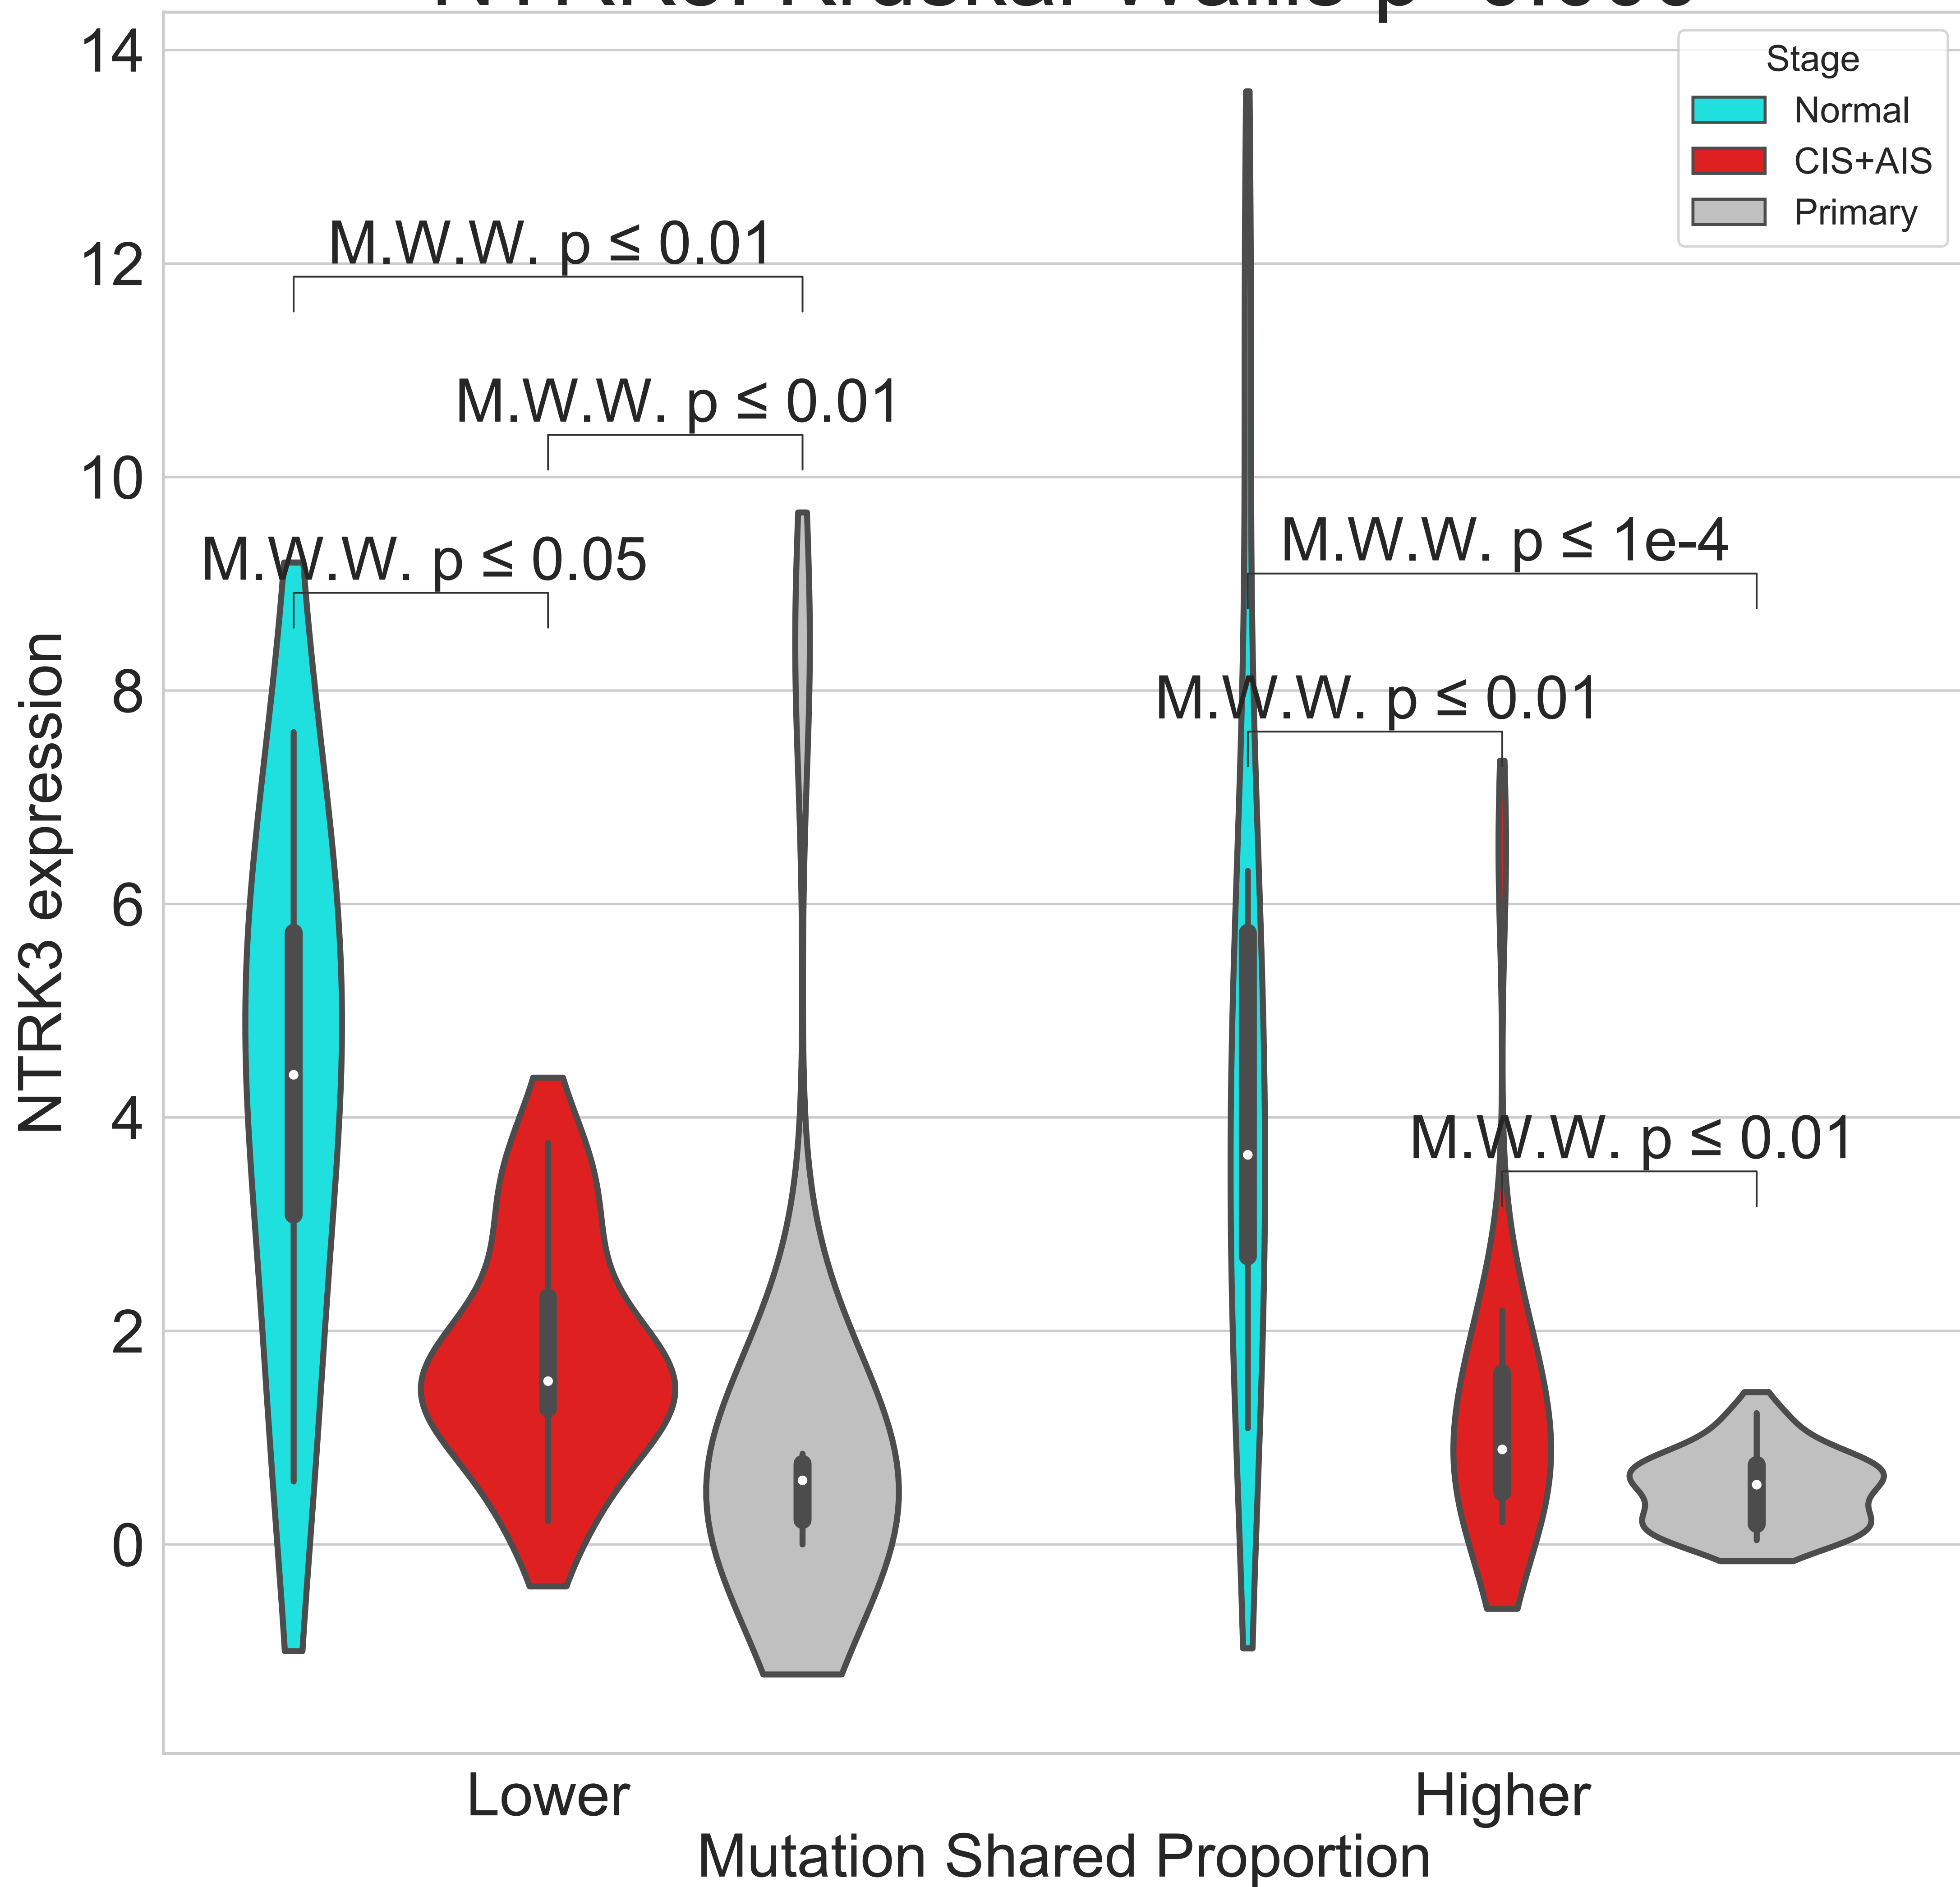 14
12
10
8
6
4
2
0
NTRK3 expression
Stage
Normal
CIS+AIS
Primary
M.W.W. p ≤ 0.01
M.W.W. p ≤ 0.01
M.W.W. p ≤ 0.05
M.W.W. p ≤ 1e-4
M.W.W. p ≤ 0.01
M.W.W. p ≤ 0.01
Lower
Higher
Mutation Shared Proportion